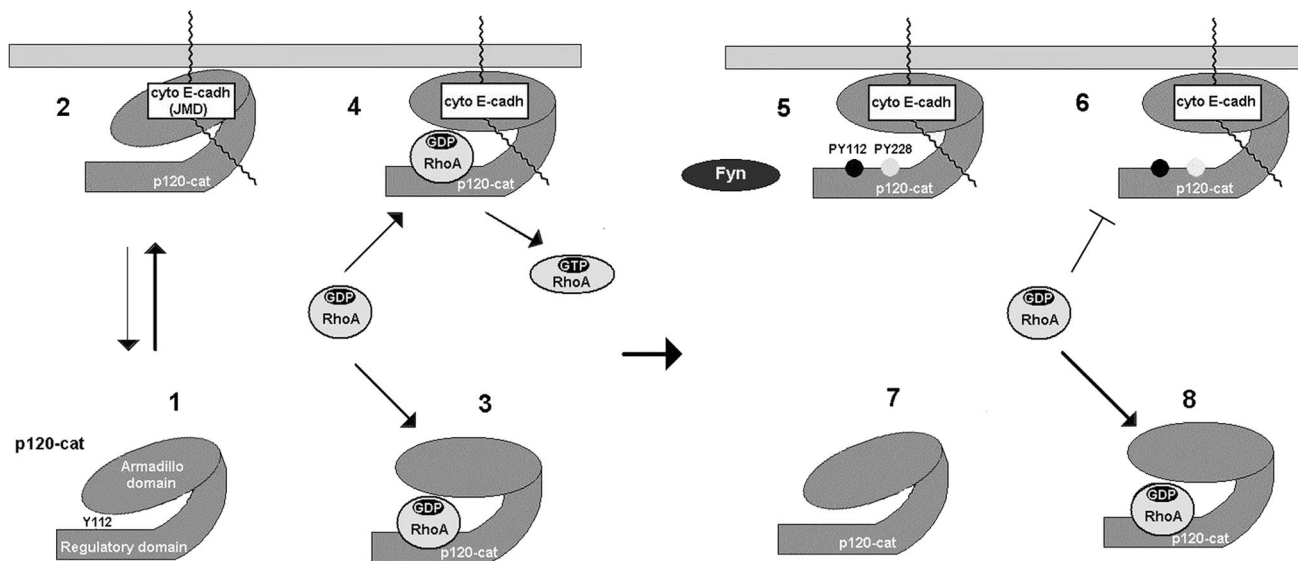 2
cyto E-cadh
(JMD)
p120-cat
4
cyto E-cadh
GDP
RhoA
p120-cat
GTP
RhoA
GDP
RhoA
1
p120-cat
Armadillo
domain
Y112
Regulatory domain
3
GDP
RhoA
p120-cat
5
cyto E-cadh
PY112 PY228
Fyn
p120-cat
6
cyto E-cadh
p120-cat
GDP
RhoA
7
p120-cat
8
GDP
RhoA
p120-cat